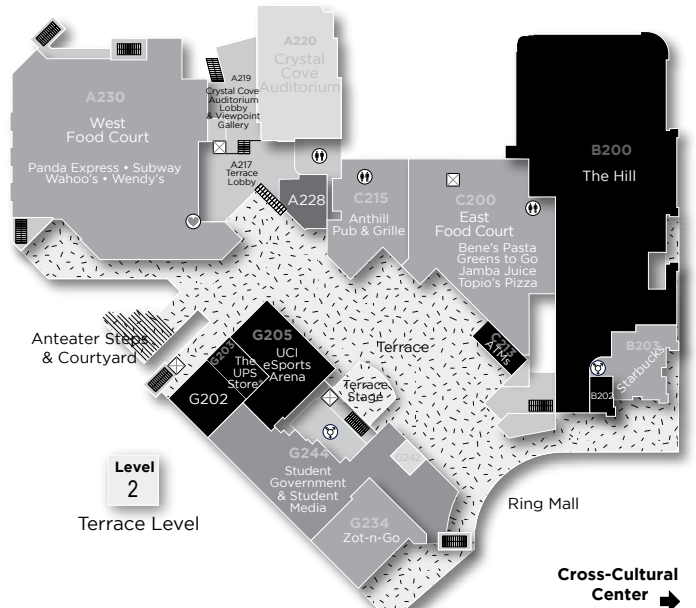 A220
Crystal
Cove
Auditorium
A219
Crystal Cove
Auditorium
Lobby
& Viewpoint
Gallery
A230
West
Food Court
Panda Express • Subway
Wahoo's • Wendy's
A217
Terrace
Lobby
A228
C215
Anthill
Pub & Grille
C200
East
Food Court
Bene's Pasta
Greens to Go
Jamba Juice
Topio's Pizza
B200
The Hill
C213
ATMs
B203
Starbucks
B202
Anteater Steps
& Courtyard
G205
UCI
eSports
Arena
G203
The
UPS
Store
G202
Terrace
Terrace
Stage
G244
Student
Government
& Student
Media
G242
G234
Zot-n-Go
Level
2
Terrace Level
Ring Mall
Cross-Cultural
Center